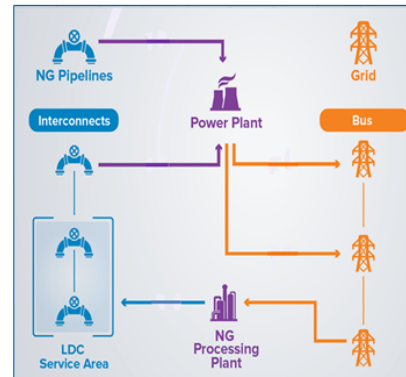 NG Pipelines
Grid
Power Plant
Interconnects
Bus
LDC
Service Area
NG
Processing
Plant